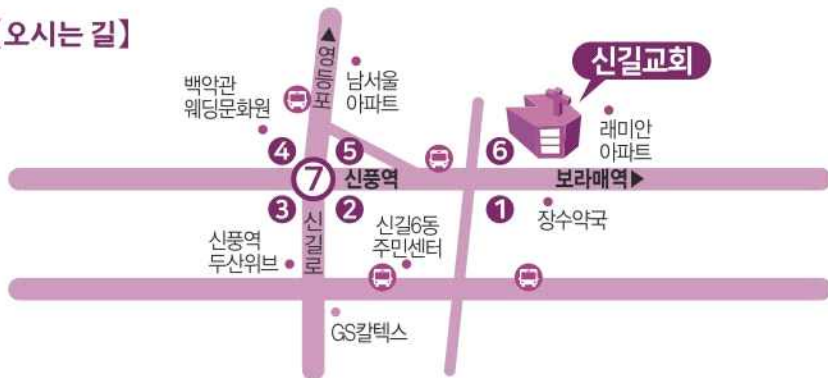 오시는 길】
▲영등포
남서울
아파트
백악관
웨딩문화원
신길교회
래미안
아파트
4
5
6
7
신풍역
보라매역▶
3
2
1
신길로
장수약국
신풍역
두산위브
신길6동
주민센터
GS칼텍스